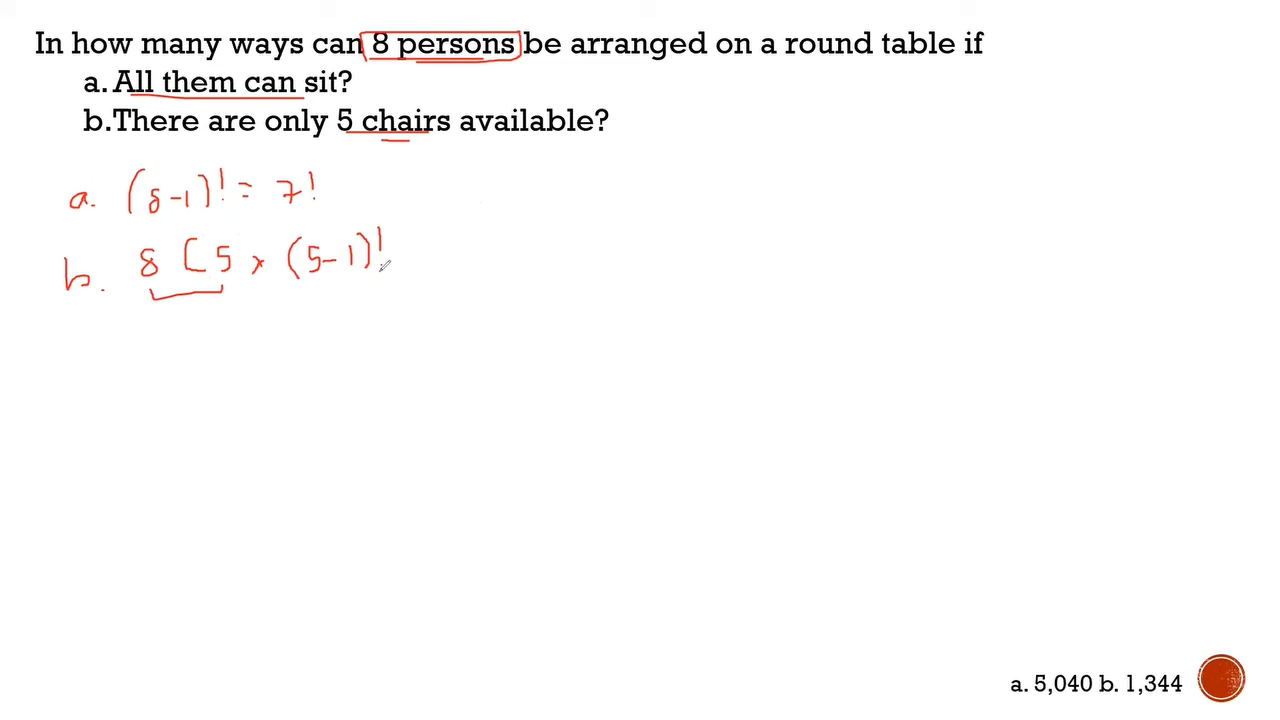 In how many ways can 8 persons be arranged on a round table if
a. All them can sit?
b. There are only 5 chairs available?
a. (8-1)! = 7!
b. 8 C 5 x (5-1)!
a. 5,040 b. 1,344